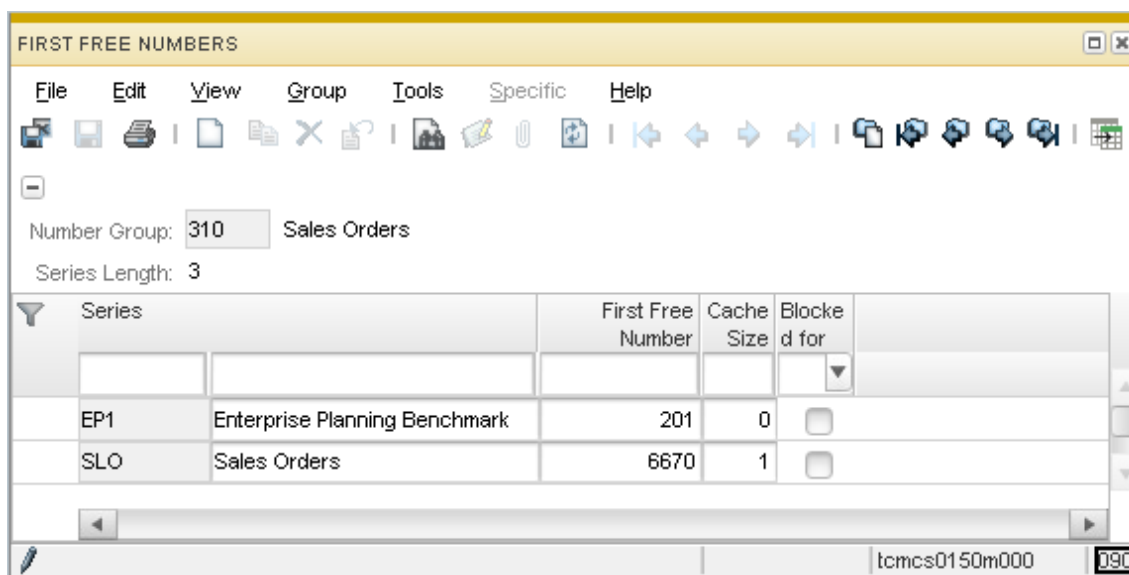 FIRST FREE NUMBERS
File Edit View Group Tools Specific Help
Number Group: 310 Sales Orders
Series Length: 3
Series First Free Cache Blocke
Number Size d for
EP1 Enterprise Planning Benchmark 201 0
SLO Sales Orders 6670 1
tcmcs0150m000 090